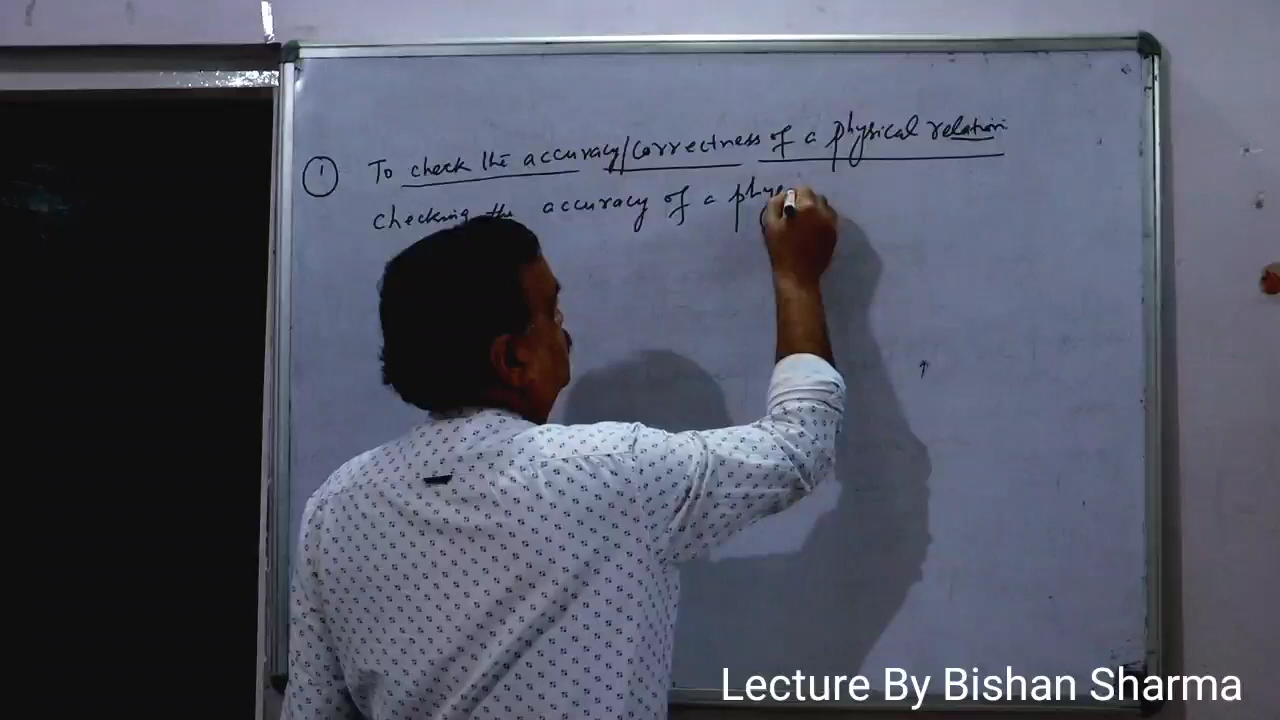 ① To check the accuracy/correctness of a physical relation
checking the accuracy of a phys
Lecture By Bishan Sharma